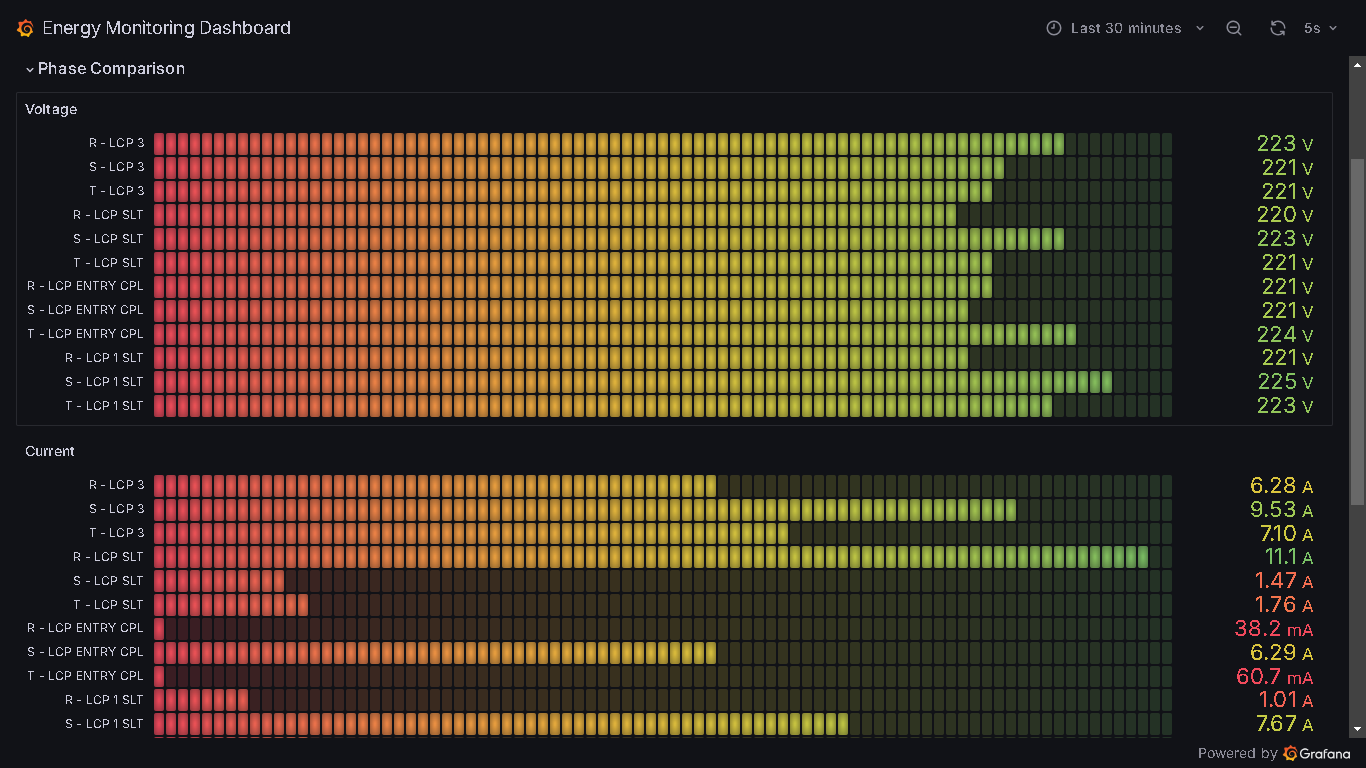 Energy Monitoring Dashboard
Last 30 minutes
5s
Phase Comparison
Voltage
R - LCP 3 223 V
S - LCP 3 221 V
T - LCP 3 221 V
R - LCP SLT 220 V
S - LCP SLT 223 V
T - LCP SLT 221 V
R - LCP ENTRY CPL 221 V
S - LCP ENTRY CPL 221 V
T - LCP ENTRY CPL 224 V
R - LCP 1 SLT 221 V
S - LCP 1 SLT 225 V
T - LCP 1 SLT 223 V
Current
R - LCP 3 6.28 A
S - LCP 3 9.53 A
T - LCP 3 7.10 A
R - LCP SLT 11.1 A
S - LCP SLT 1.47 A
T - LCP SLT 1.76 A
R - LCP ENTRY CPL 38.2 mA
S - LCP ENTRY CPL 6.29 A
T - LCP ENTRY CPL 60.7 mA
R - LCP 1 SLT 1.01 A
S - LCP 1 SLT 7.67 A
Powered by Grafana